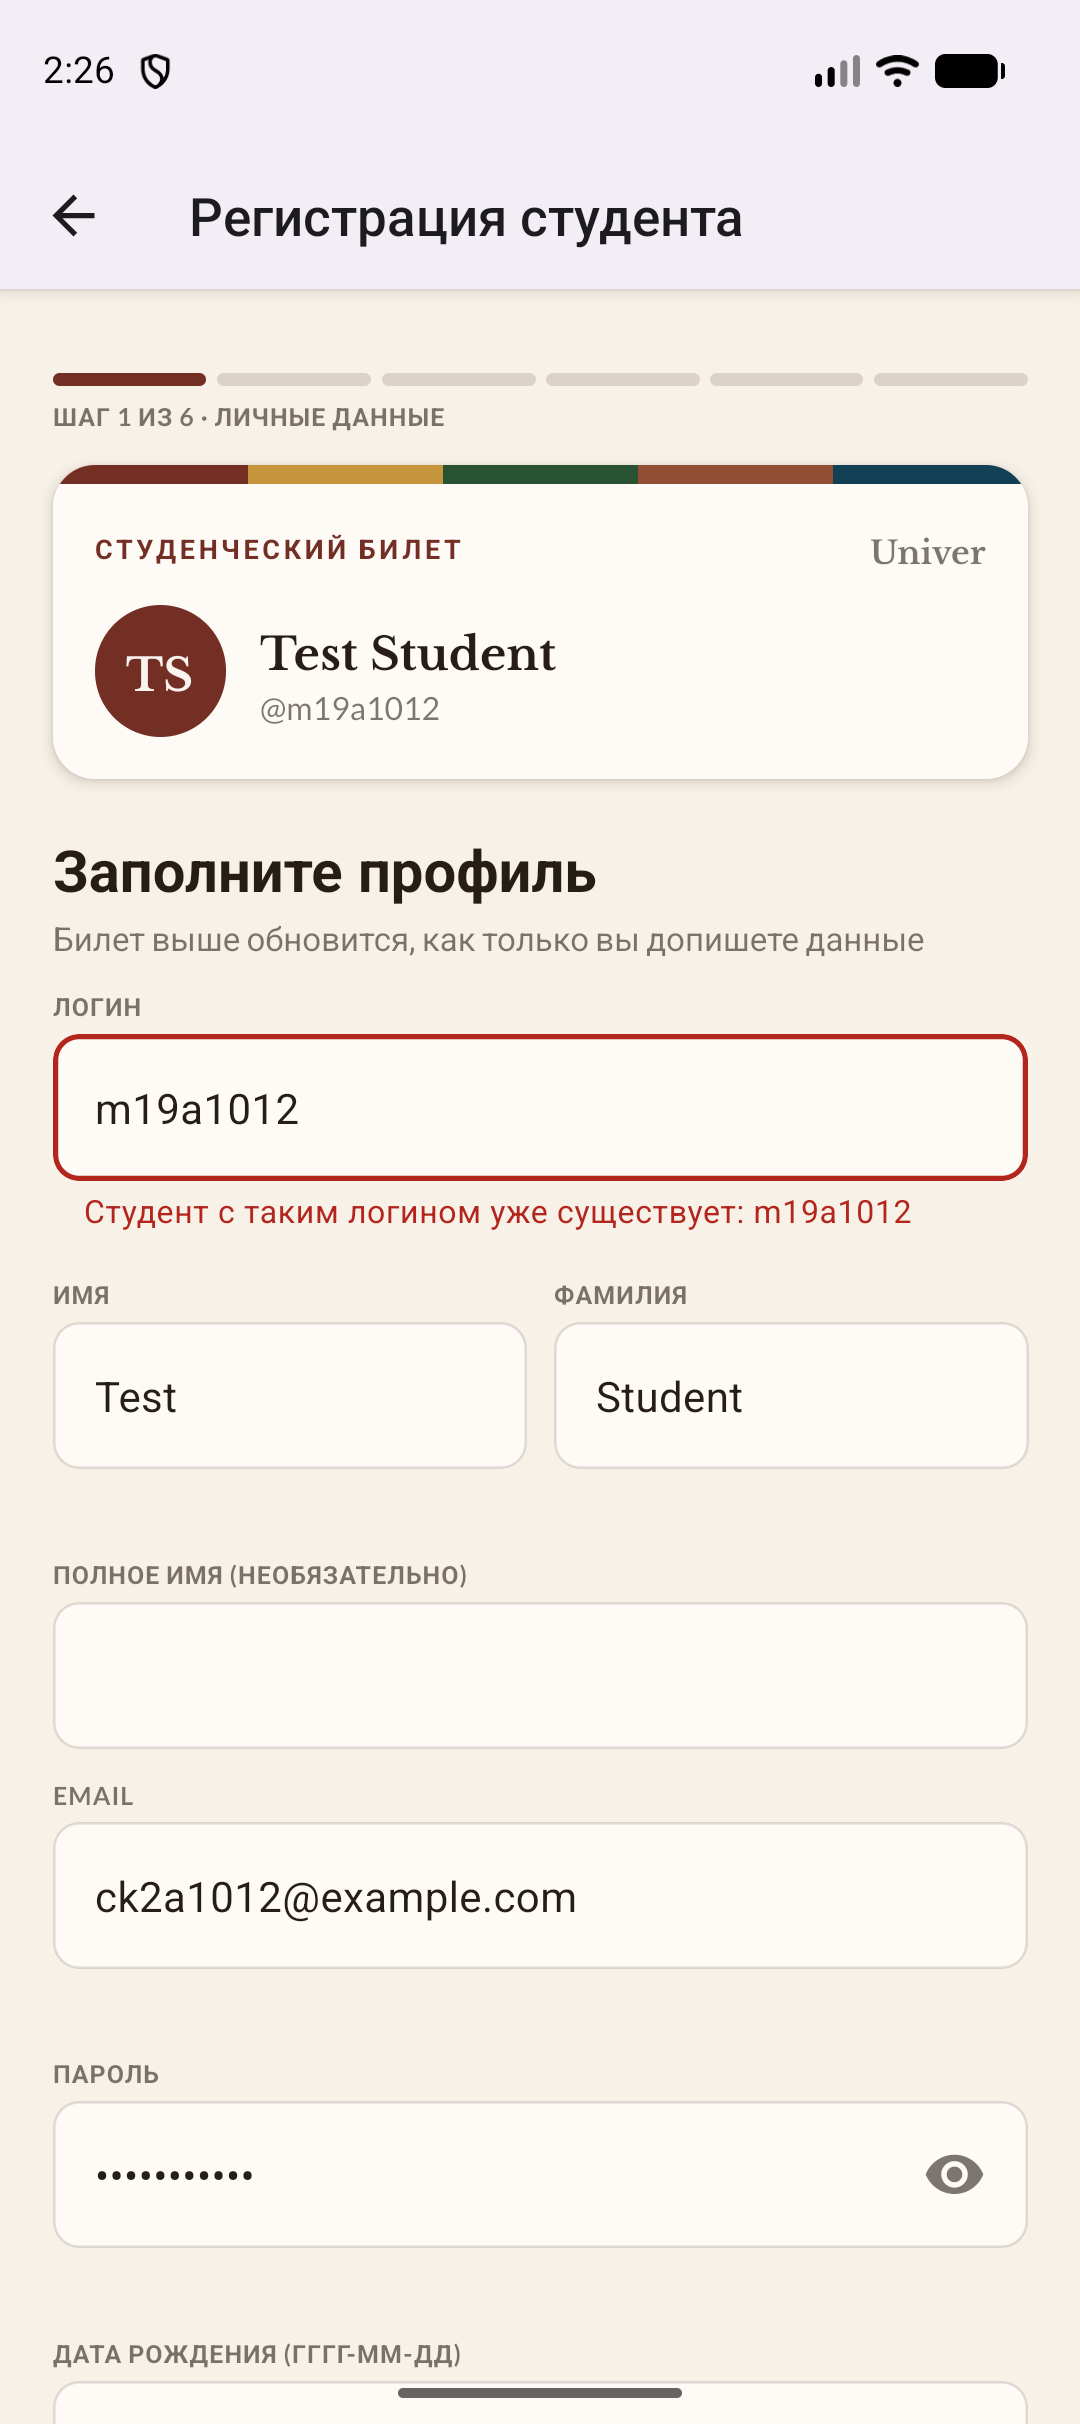 2:26
Регистрация студента
ШАГ 1 ИЗ 6 · ЛИЧНЫЕ ДАННЫЕ
СТУДЕНЧЕСКИЙ БИЛЕТ
Univer
TS
Test Student
@m19a1012
Заполните профиль
Билет выше обновится, как только вы допишете данные
ЛОГИН
m19a1012
Студент с таким логином уже существует: m19a1012
ИМЯ
ФАМИЛИЯ
Test
Student
ПОЛНОЕ ИМЯ (НЕОБЯЗАТЕЛЬНО)
EMAIL
ck2a1012@example.com
ПАРОЛЬ
•••••••••••
ДАТА РОЖДЕНИЯ (ГГГГ-ММ-ДД)